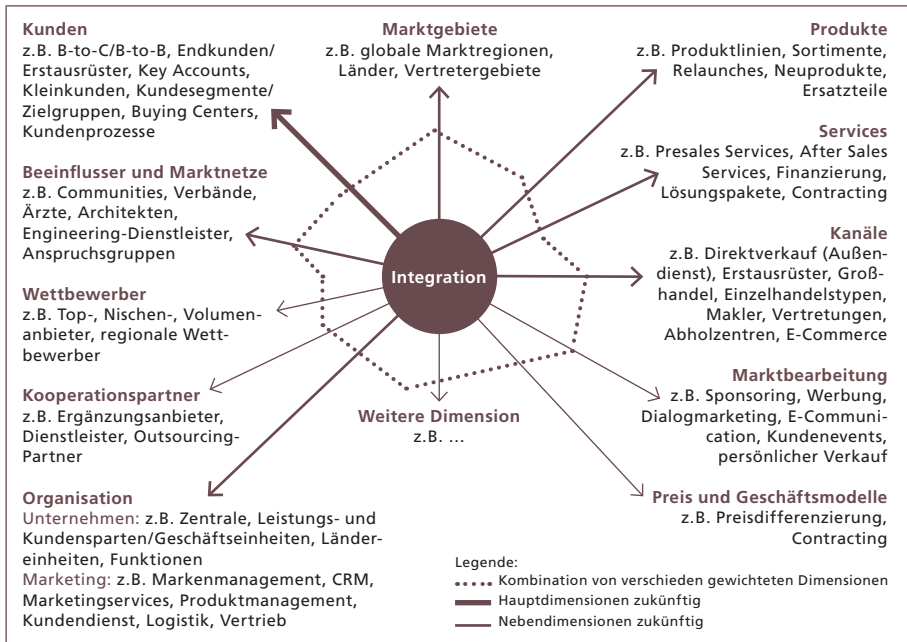 Kunden
z.B. B-to-C/B-to-B, Endkunden/
Erstausrüster, Key Accounts,
Kleinkunden, Kundesegmente/
Zielgruppen, Buying Centers,
Kundenprozesse
Marktgebiete
z.B. globale Marktregionen,
Länder, Vertretergebiete
Produkte
z.B. Produktlinien, Sortimente,
Relaunches, Neuprodukte,
Ersatzteile
Services
z.B. Presales Services, After Sales
Services, Finanzierung,
Lösungspakete, Contracting
Beeinflusser und Marktnetze
z.B. Communities, Verbände,
Ärzte, Architekten,
Engineering-Dienstleister,
Anspruchsgruppen
Integration
Kanäle
z.B. Direktverkauf (Außen-
dienst), Erstausrüster, Groß-
handel, Einzelhandelstypen,
Makler, Vertretungen,
Abholzentren, E-Commerce
Wettbewerber
z.B. Top-, Nischen-, Volumen-
anbieter, regionale Wett-
bewerber
Kooperationspartner
z.B. Ergänzungsanbieter,
Dienstleister, Outsourcing-
Partner
Weitere Dimension
z.B. ...
Marktbearbeitung
z.B. Sponsoring, Werbung,
Dialogmarketing, E-Communi-
cation, Kundenevents,
persönlicher Verkauf
Organisation
Unternehmen: z.B. Zentrale, Leistungs- und
Kundensparten/Geschäftseinheiten, Länder-
einheiten, Funktionen
Marketing: z.B. Markenmanagement, CRM,
Marketingservices, Produktmanagement,
Kundendienst, Logistik, Vertrieb
Preis und Geschäftsmodelle
z.B. Preisdifferenzierung,
Contracting
Legende:
Kombination von verschieden gewichteten Dimensionen
Hauptdimensionen zukünftig
Nebendimensionen zukünftig